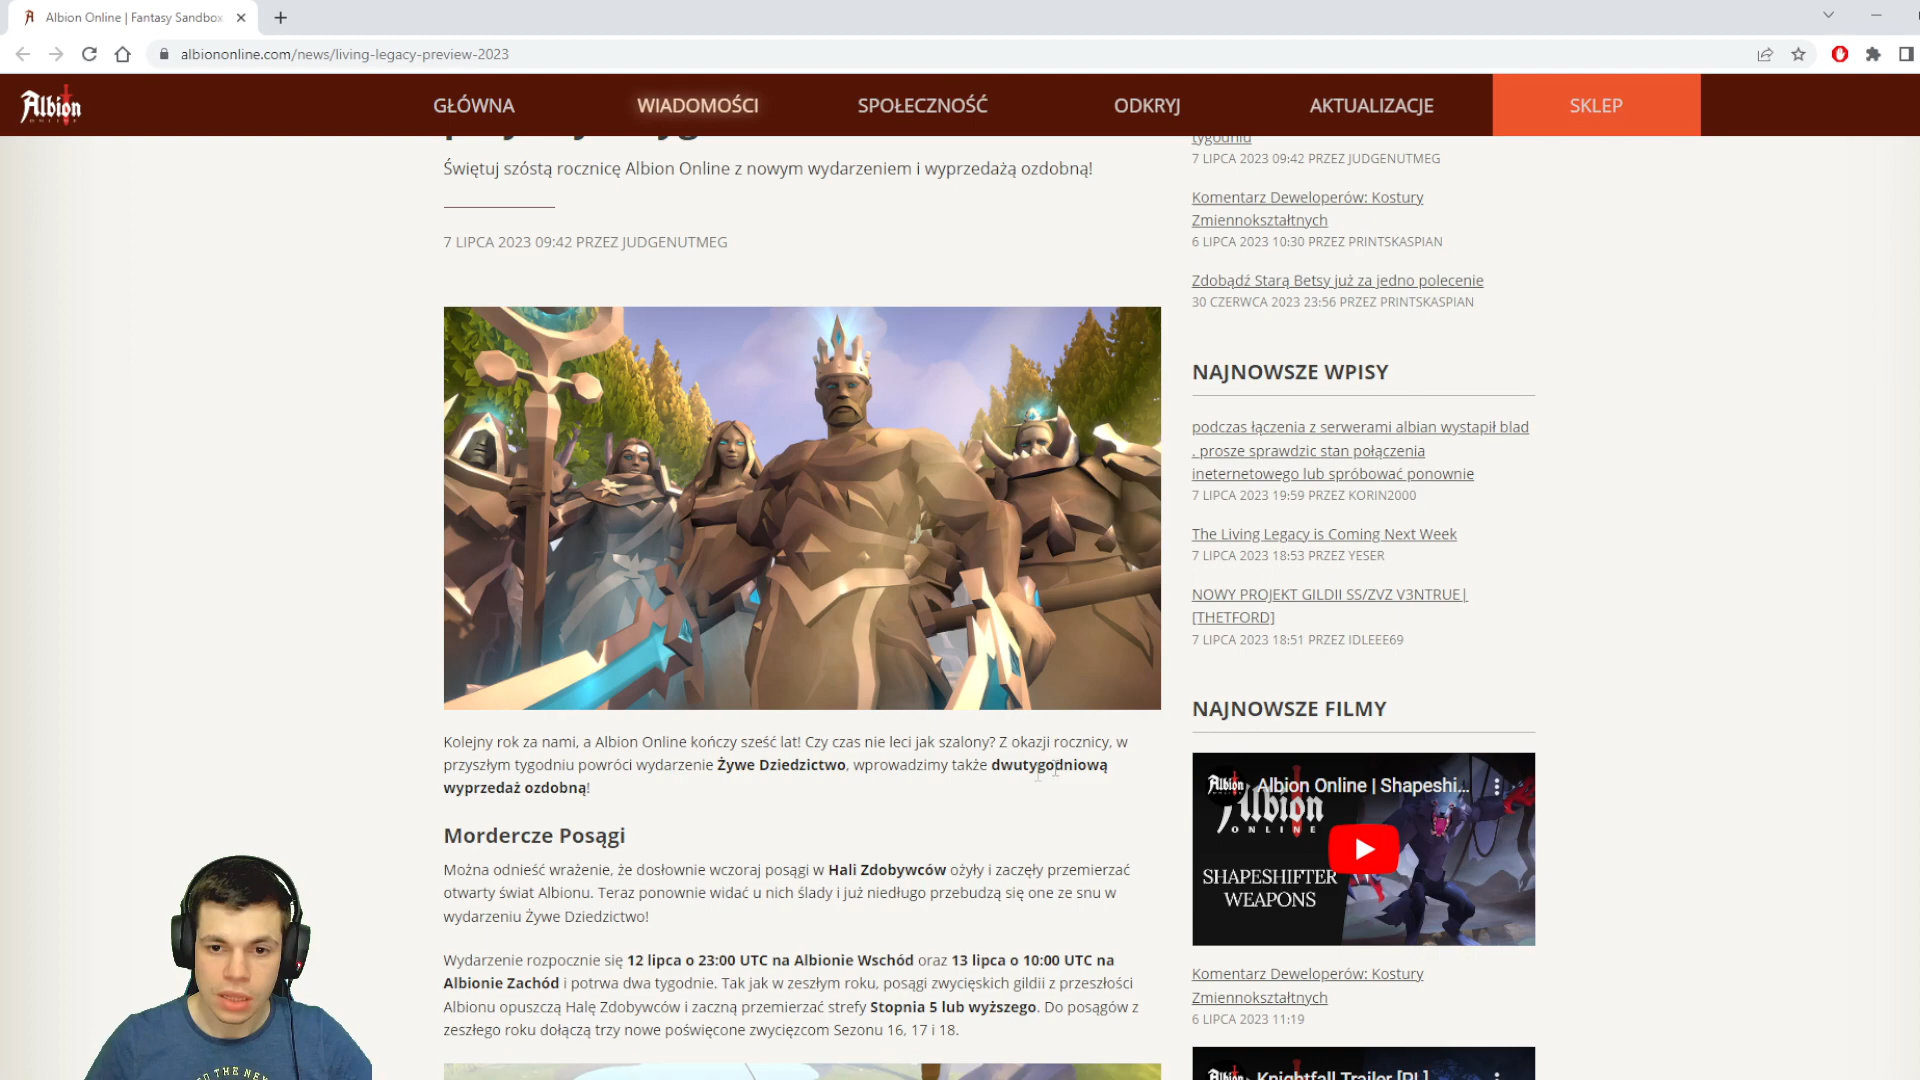 Albion Online | Fantasy Sandbox
albiononline.com/news/living-legacy-preview-2023
Albion
ONLINE
GŁÓWNA
WIADOMOŚCI
SPOŁECZNOŚĆ
ODKRYJ
AKTUALIZACJE
SKLEP
Świętuj szóstą rocznicę Albion Online z nowym wydarzeniem i wyprzedażą ozdobną!
7 LIPCA 2023 09:42 PRZEZ JUDGENUTMEG
Kolejny rok za nami, a Albion Online kończy sześć lat! Czy czas nie leci jak szalony? Z okazji rocznicy, w
przyszłym tygodniu powróci wydarzenie Żywe Dziedzictwo, wprowadzimy także dwutygodniową
wyprzedaż ozdobną!
Mordercze Posągi
Można odnieść wrażenie, że dosłownie wczoraj posągi w Hali Zdobywców ożyły i zaczęły przemierzać
otwarty świat Albionu. Teraz ponownie widać u nich ślady i już niedługo przebudzą się one ze snu w
wydarzeniu Żywe Dziedzictwo!
Wydarzenie rozpocznie się 12 lipca o 23:00 UTC na Albionie Wschód oraz 13 lipca o 10:00 UTC na
Albionie Zachód i potrwa dwa tygodnie. Tak jak w zeszłym roku, posągi zwycięskich gildii z przeszłości
Albionu opuszczą Halę Zdobywców i zaczną przemierzać strefy Stopnia 5 lub wyższego. Do posągów z
zeszłego roku dołączą trzy nowe poświęcone zwycięzcom Sezonu 16, 17 i 18.
tygodniu
7 LIPCA 2023 09:42 PRZEZ JUDGENUTMEG
Komentarz Deweloperów: Kostury
Zmiennokształtnych
6 LIPCA 2023 10:30 PRZEZ PRINTSKASPIAN
Zdobądź Starą Betsy już za jedno polecenie
30 CZERWCA 2023 23:56 PRZEZ PRINTSKASPIAN
NAJNOWSZE WPISY
podczas łączenia z serwerami albian wystapił blad
. prosze sprawdzic stan połączenia
ineternetowego lub spróbować ponownie
7 LIPCA 2023 19:59 PRZEZ KORIN2000
The Living Legacy is Coming Next Week
7 LIPCA 2023 18:53 PRZEZ YESER
NOWY PROJEKT GILDII SS/ZVZ V3NTRUE|
[THETFORD]
7 LIPCA 2023 18:51 PRZEZ IDLEEE69
NAJNOWSZE FILMY
Albion Online | Shapeshi...
Albion
ONLINE
SHAPESHIFTER
WEAPONS
Komentarz Deweloperów: Kostury
Zmiennokształtnych
6 LIPCA 2023 11:19
Albion
Knightfall Trailer [PL]
TO THE NEX